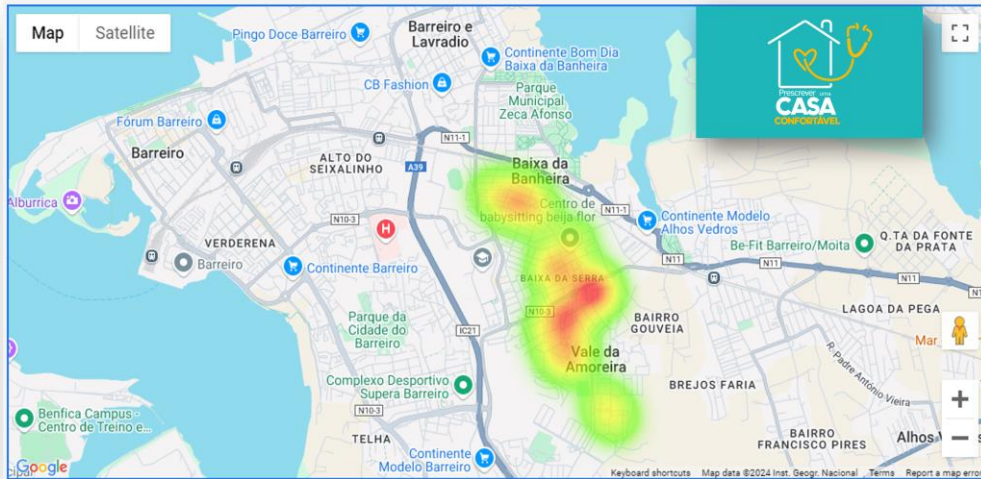 Map
Satellite
Pingo Doce Barreiro
Barreiro e
Lavradio
Continente Bom Dia
Baixa da Banheira
CB Fashion
Parque
Municipal
Zeca Afonso
Prescrever uma
CASA
CONFORTÁVEL
Fórum Barreiro
Barreiro
ALTO DO
SEIXALINHO
A39
N11-1
Baixa da
Banheira
Alburrica
Centro de
babysitting beija flor
N11-1
Continente Modelo
Alhos Vedros
Be-Fit Barreiro/Moita
Q.TA DA FONTE
DA PRATA
N10-3
H
VERDERENA
Barreiro
Continente Barreiro
BAIXA DA SERRA
N11
N11
N11
LAGOA DA PEGA
Parque da
Cidade do
Barreiro
IC21
N10-3
BAIRRO
GOUVEIA
Vale da
Amoreira
Mar
R. Padre António Vieira
Complexo Desportivo
Supera Barreiro
BREJOS FARIA
N10-3
Benfica Campus -
Centro de Treino e...
TELHA
Continente
Modelo Barreiro
BAIRRO
FRANCISCO PIRES
Alhos
Google
Keyboard shortcuts
Map data ©2024 Inst. Geogr. Nacional
Terms
Report a map error